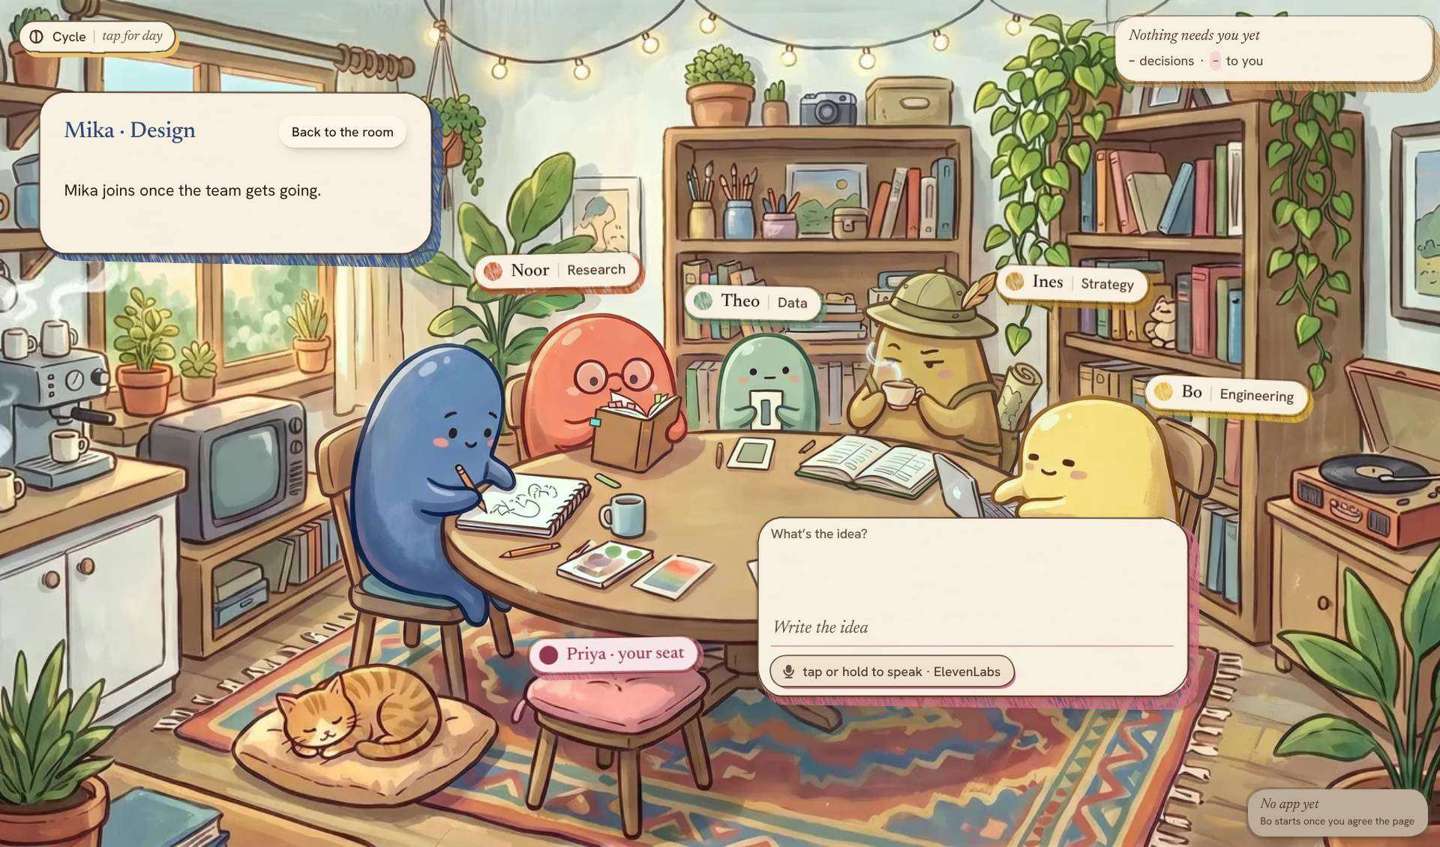 Cycle | tap for day
Nothing needs you yet
– decisions · – to you
Mika · Design
Back to the room
Mika joins once the team gets going.
Noor | Research
Theo | Data
Ines | Strategy
Bo | Engineering
What's the idea?
Write the idea
tap or hold to speak · ElevenLabs
Priya · your seat
No app yet
Bo starts once you agree the page